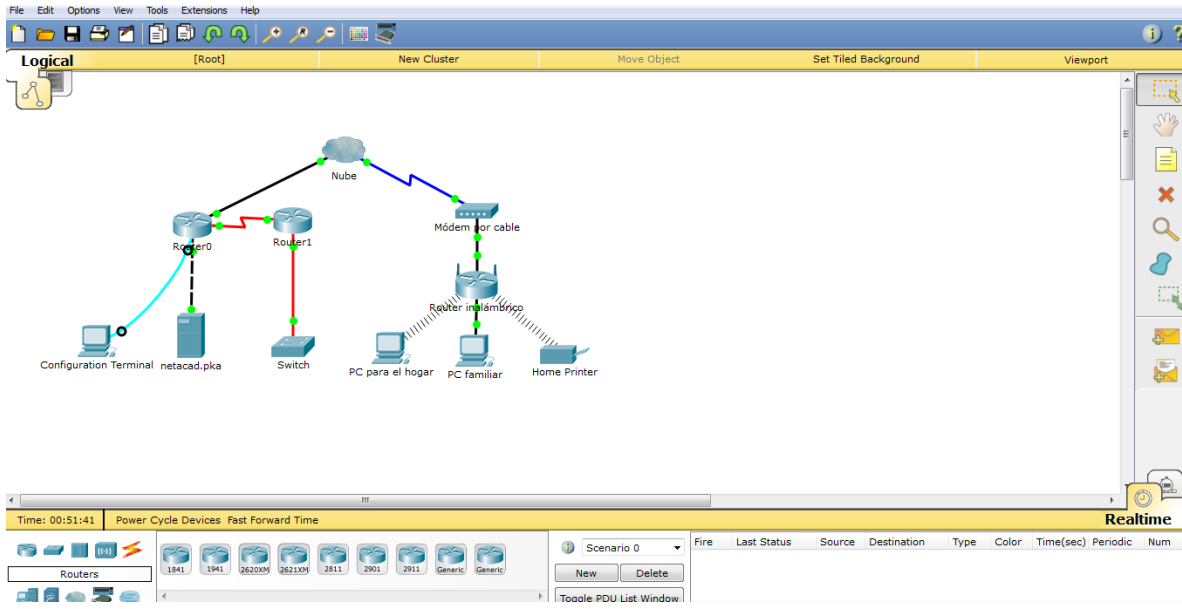 File Edit Options View Tools Extensions Help
Logical [Root] New Cluster Move Object Set Tiled Background Viewport
Nube
Módem por cable
Router0 Router1
Router inalámbrico
Configuration Terminal netacad.pka Switch PC para el hogar PC familiar Home Printer
Time: 00:51:41 Power Cycle Devices Fast Forward Time Realtime
Routers
1841 1941 2620XM 2621XM 2811 2901 2911 Generic Generic
Scenario 0
New Delete
Toggle PDU List Window
Fire Last Status Source Destination Type Color Time(sec) Periodic Num